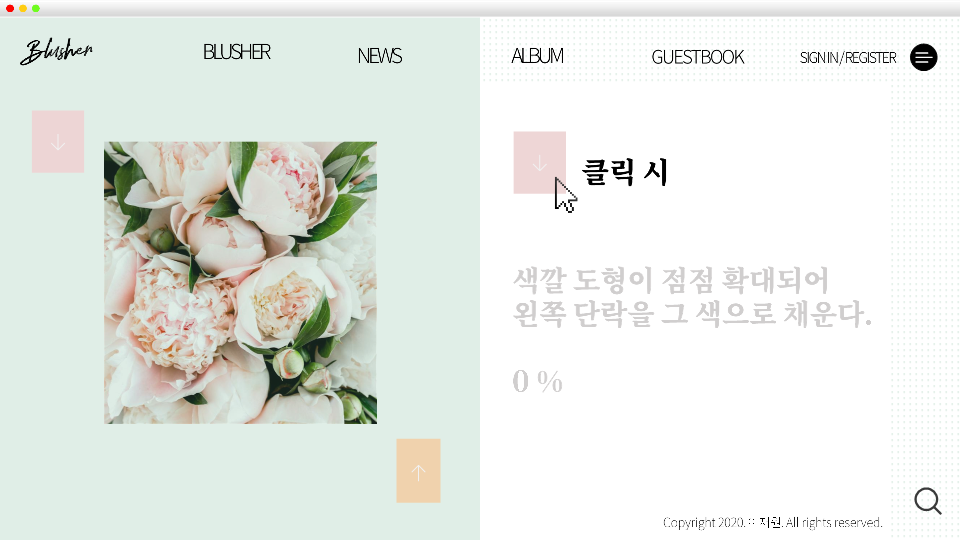 Blusher
BLUSHER
NEWS
ALBUM
GUESTBOOK
SIGN IN / REGISTER
클릭 시
색깔 도형이 점점 확대되어
왼쪽 단락을 그 색으로 채운다.
0 %
Copyright 2020. :: 지원. All rights reserved.